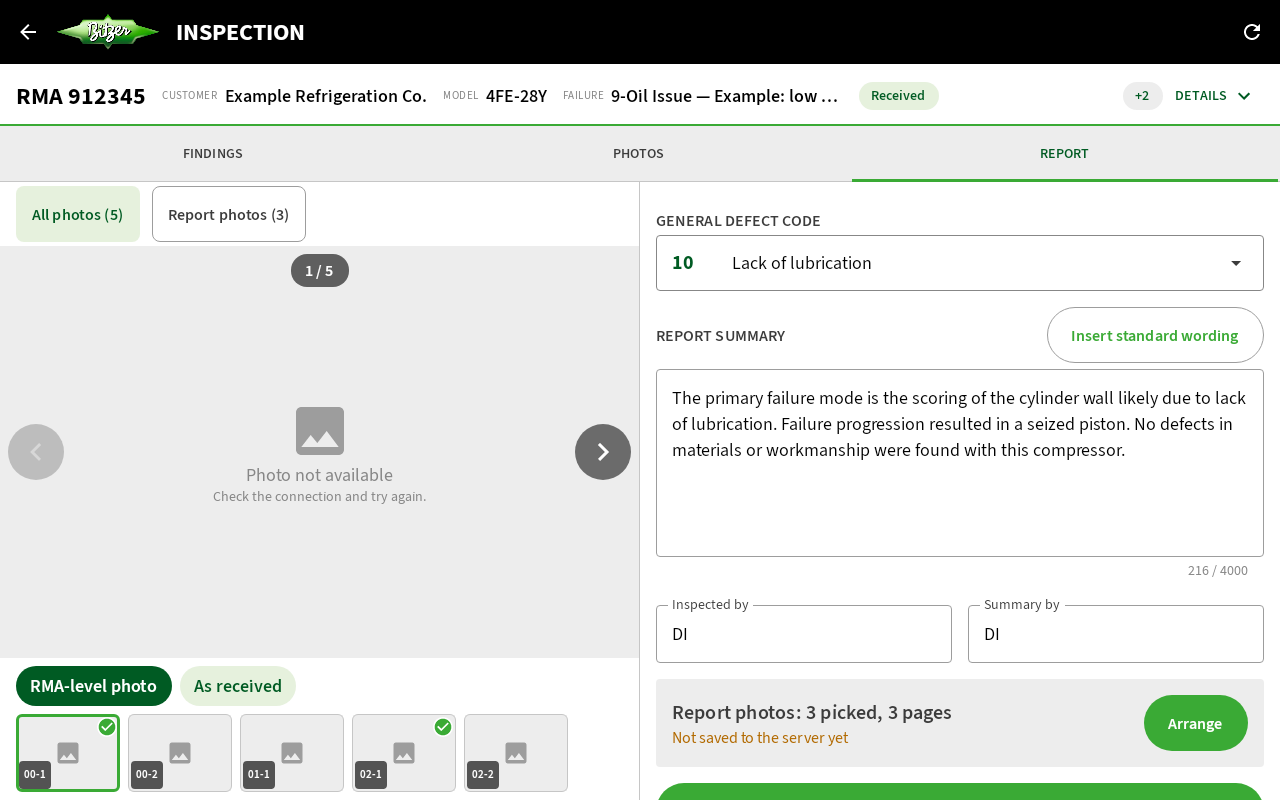 Bitzer
INSPECTION
RMA 912345
CUSTOMER Example Refrigeration Co.
MODEL 4FE-28Y
FAILURE 9-Oil Issue — Example: low ...
Received
+2
DETAILS
FINDINGS
PHOTOS
REPORT
All photos (5)
Report photos (3)
1 / 5
Photo not available
Check the connection and try again.
RMA-level photo
As received
00-1
00-2
01-1
02-1
02-2
GENERAL DEFECT CODE
10 Lack of lubrication
REPORT SUMMARY
Insert standard wording
The primary failure mode is the scoring of the cylinder wall likely due to lack
of lubrication. Failure progression resulted in a seized piston. No defects in
materials or workmanship were found with this compressor.
216 / 4000
Inspected by
DI
Summary by
DI
Report photos: 3 picked, 3 pages
Not saved to the server yet
Arrange